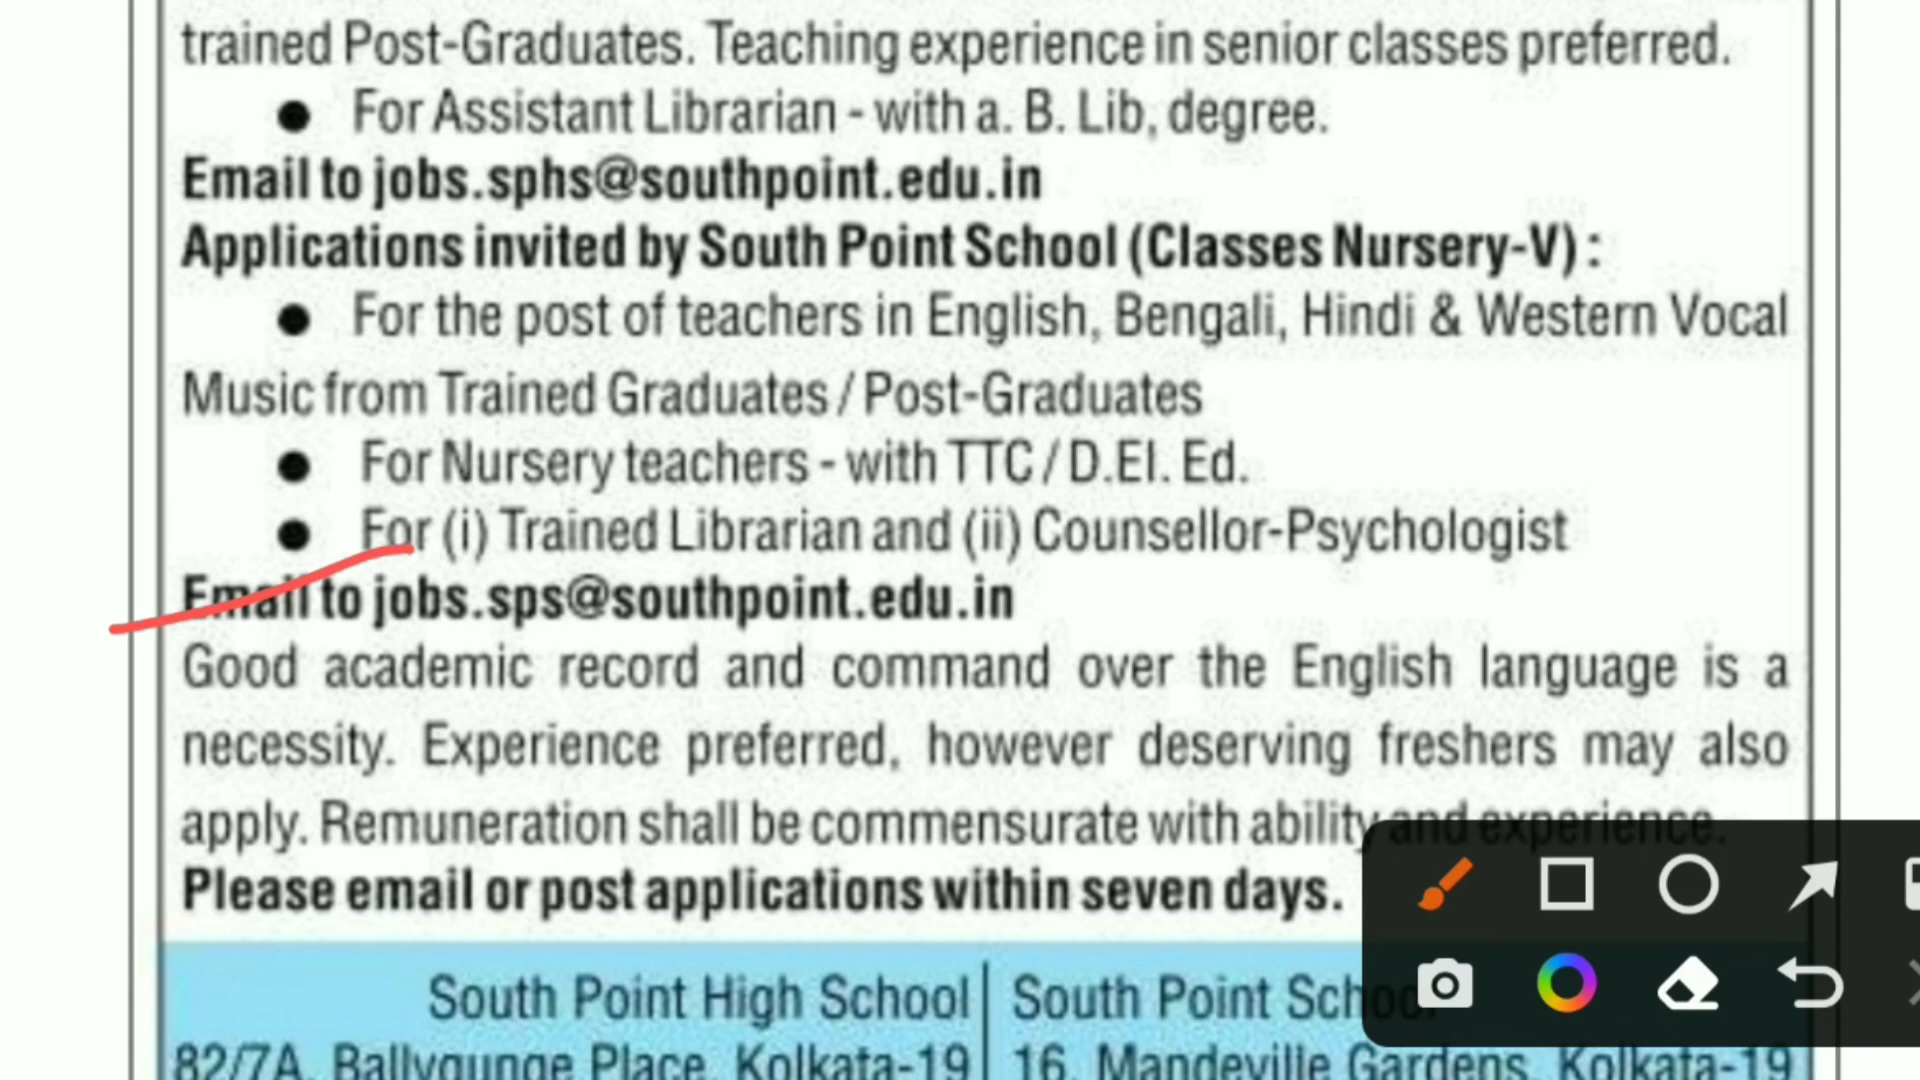 trained Post-Graduates. Teaching experience in senior classes preferred.
● For Assistant Librarian - with a. B. Lib, degree.
Email to jobs.sphs@southpoint.edu.in
Applications invited by South Point School (Classes Nursery-V) :
● For the post of teachers in English, Bengali, Hindi & Western Vocal
Music from Trained Graduates / Post-Graduates
● For Nursery teachers - with TTC / D.El. Ed.
● For (i) Trained Librarian and (ii) Counsellor-Psychologist
Email to jobs.sps@southpoint.edu.in
Good academic record and command over the English language is a
necessity. Experience preferred, however deserving freshers may also
apply. Remuneration shall be commensurate with ability and experience.
Please email or post applications within seven days.
South Point High School
82/7A, Ballygunge Place, Kolkata-19
South Point School
16, Mandeville Gardens, Kolkata-19